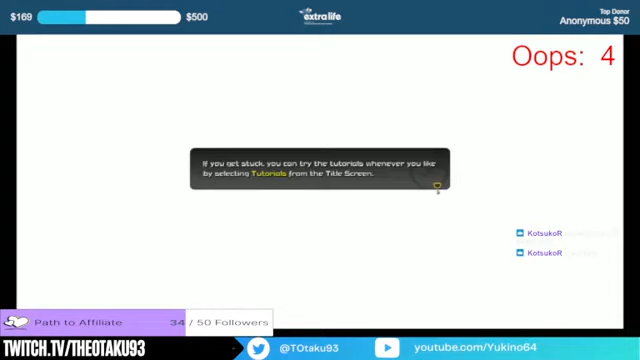 $169
$500
extralife
Top Donor
Anonymous $50
Oops: 4
If you get stuck, you can try the tutorials whenever you like
by selecting Tutorials from the Title Screen.
KotsukoR
KotsukoR
Path to Affiliate
34 / 50 Followers
TWITCH.TV/THEOTAKU93
@TOtaku93
youtube.com/Yukino64